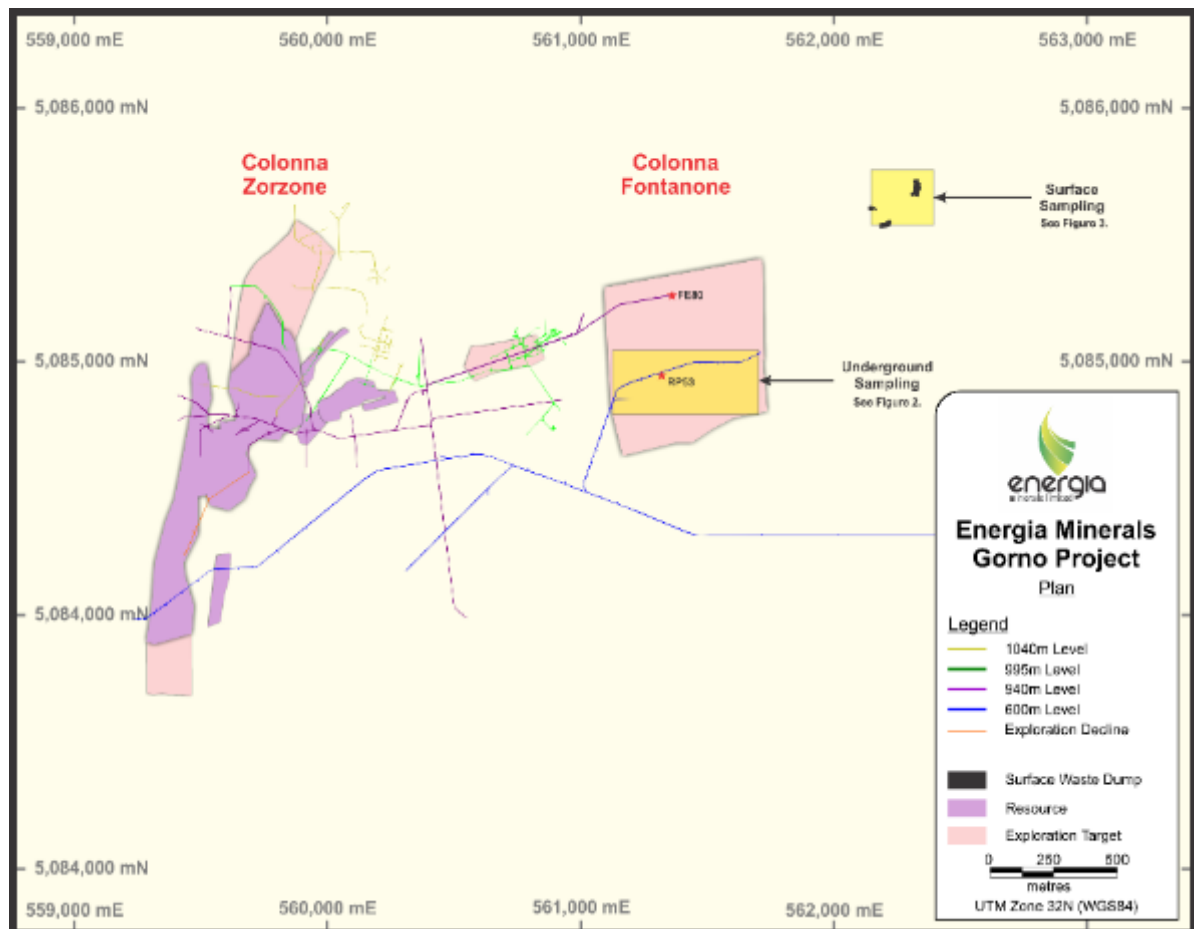 559,000 mE 560,000 mE 561,000 mE 562,000 mE 563,000 mE
5,086,000 mN 5,086,000 mN
Colonna
Zorzone
Colonna
Fontanone
Surface
Sampling
See Figure 3.
FE80
5,085,000 mN 5,085,000 mN
RP53
Underground
Sampling
See Figure 2.
energia
minerals limited
Energia Minerals
Gorno Project
Plan
5,084,000 mN
Legend
1040m Level
995m Level
940m Level
600m Level
Exploration Decline
Surface Waste Dump
Resource
Exploration Target
0 250 500
metres
UTM Zone 32N (WGS84)
5,084,000 mN
559,000 mE 560,000 mE 561,000 mE 562,000 mE